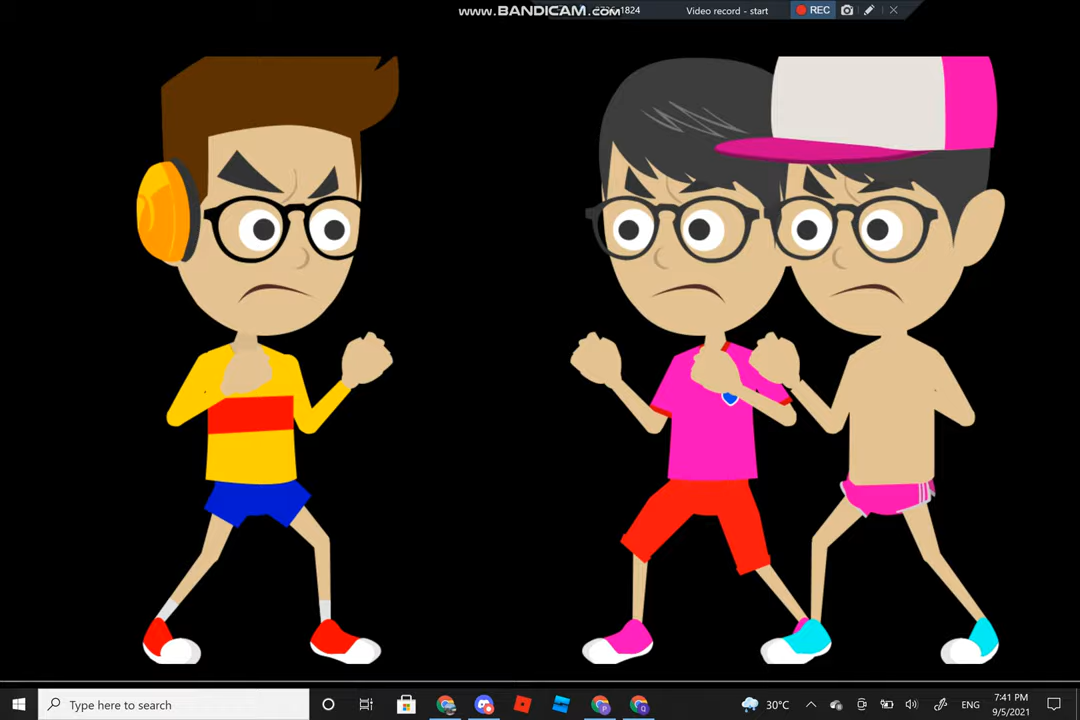 www.BANDICAM.com
1824
Video record - start
REC
Type here to search
30°C
ENG
7:41 PM
9/5/2021